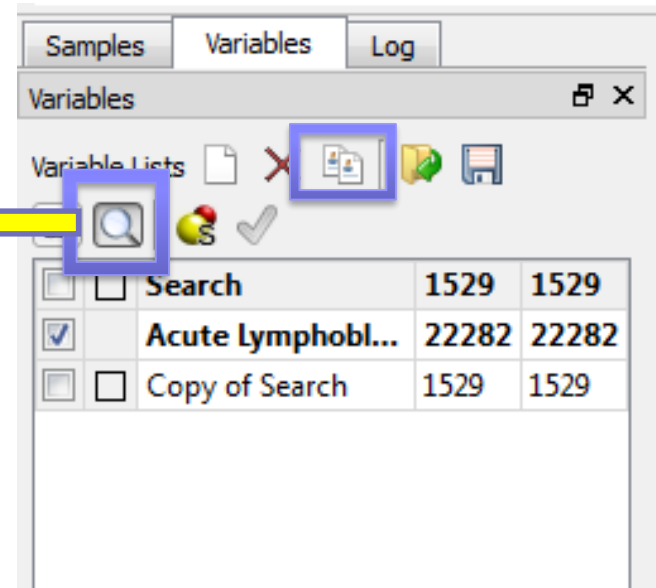 Samples Variables Log
Variables
Variable Lists
S
Search 1529 1529
Acute Lymphobl... 22282 22282
Copy of Search 1529 1529